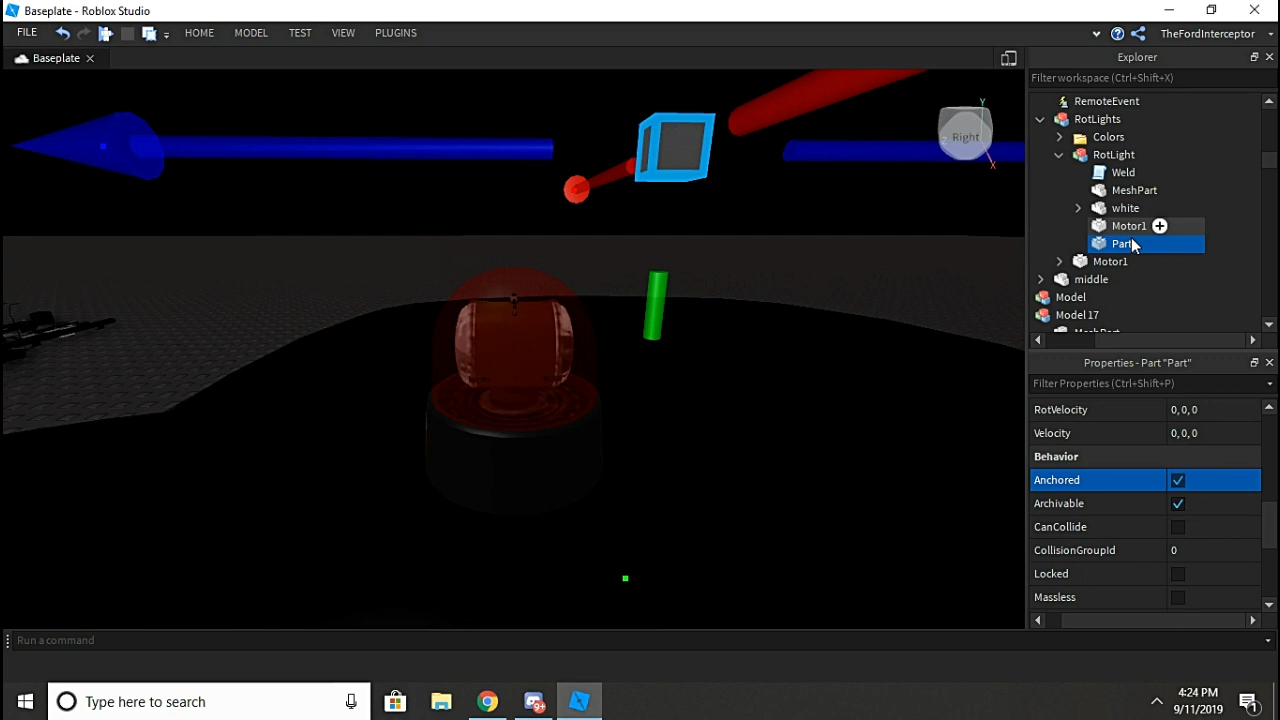 Baseplate - Roblox Studio
FILE
HOME
MODEL
TEST
VIEW
PLUGINS
TheFordInterceptor
Baseplate
Explorer
Filter workspace (Ctrl+Shift+X)
RemoteEvent
RotLights
Colors
RotLight
Weld
MeshPart
white
Motor1
Part
Motor1
middle
Model
Model 17
MeshPart
Y
Right
Z
X
Properties - Part "Part"
Filter Properties (Ctrl+Shift+P)
RotVelocity 0, 0, 0
Velocity 0, 0, 0
Behavior
Anchored
Archivable
CanCollide
CollisionGroupId 0
Locked
Massless
Run a command
Type here to search
9+
4:24 PM
9/11/2019
1